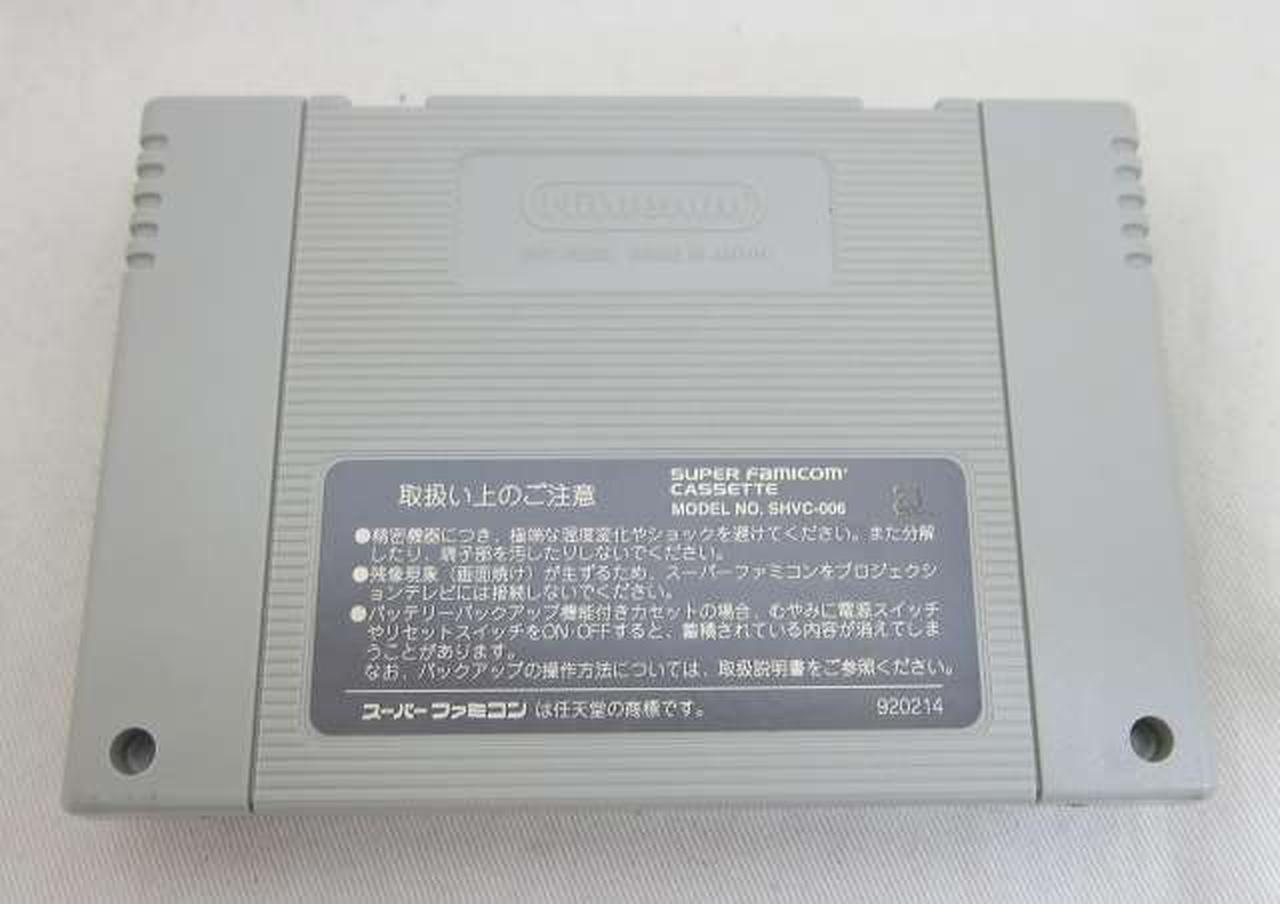 Nintendo
MADE IN JAPAN
取扱い上のご注意
SUPER FAMICOM
CASSETTE
MODEL NO. SHVC-006
●精密機器につき、極端な温度変化やショックを避けてください。また分解
したり、端子部を汚したりしないでください。
●残像現象（画面焼け）が生ずるため、スーパーファミコンをプロジェクシ
ョンテレビには接続しないでください。
●バッテリーバックアップ機能付きカセットの場合、むやみに電源スイッチ
やリセットスイッチをON・OFFすると、蓄積されている内容が消えてしま
うことがあります。
なお、バックアップの操作方法については、取扱説明書をご参照ください。
スーパーファミコン は任天堂の商標です。
920214